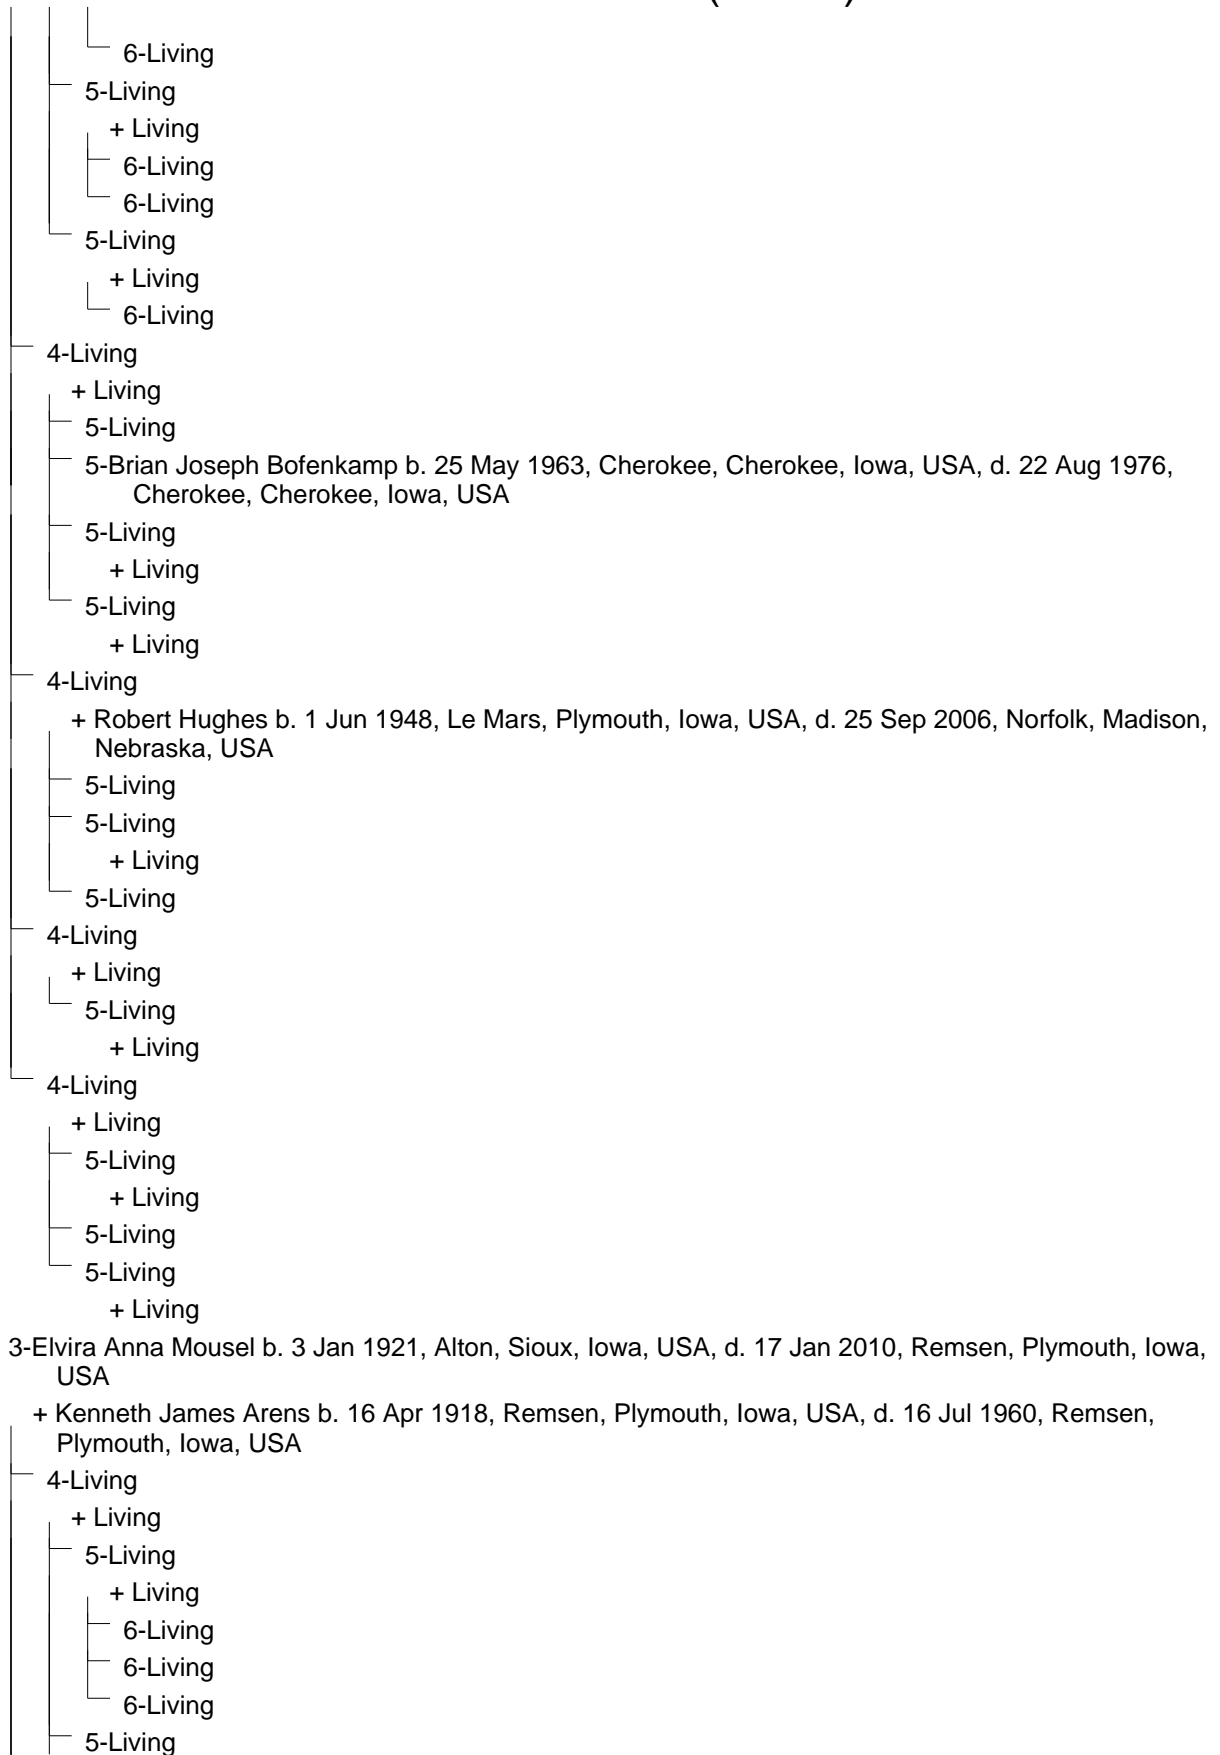 6-Living
5-Living
+ Living
6-Living
6-Living
5-Living
+ Living
6-Living
4-Living
+ Living
5-Living
5-Brian Joseph Bofenkamp b. 25 May 1963, Cherokee, Cherokee, Iowa, USA, d. 22 Aug 1976,
Cherokee, Cherokee, Iowa, USA
5-Living
+ Living
5-Living
+ Living
4-Living
+ Robert Hughes b. 1 Jun 1948, Le Mars, Plymouth, Iowa, USA, d. 25 Sep 2006, Norfolk, Madison,
Nebraska, USA
5-Living
5-Living
+ Living
5-Living
4-Living
+ Living
5-Living
+ Living
4-Living
+ Living
5-Living
+ Living
5-Living
5-Living
+ Living
3-Elvira Anna Mousel b. 3 Jan 1921, Alton, Sioux, Iowa, USA, d. 17 Jan 2010, Remsen, Plymouth, Iowa,
USA
+ Kenneth James Arens b. 16 Apr 1918, Remsen, Plymouth, Iowa, USA, d. 16 Jul 1960, Remsen,
Plymouth, Iowa, USA
4-Living
+ Living
5-Living
+ Living
6-Living
6-Living
6-Living
5-Living